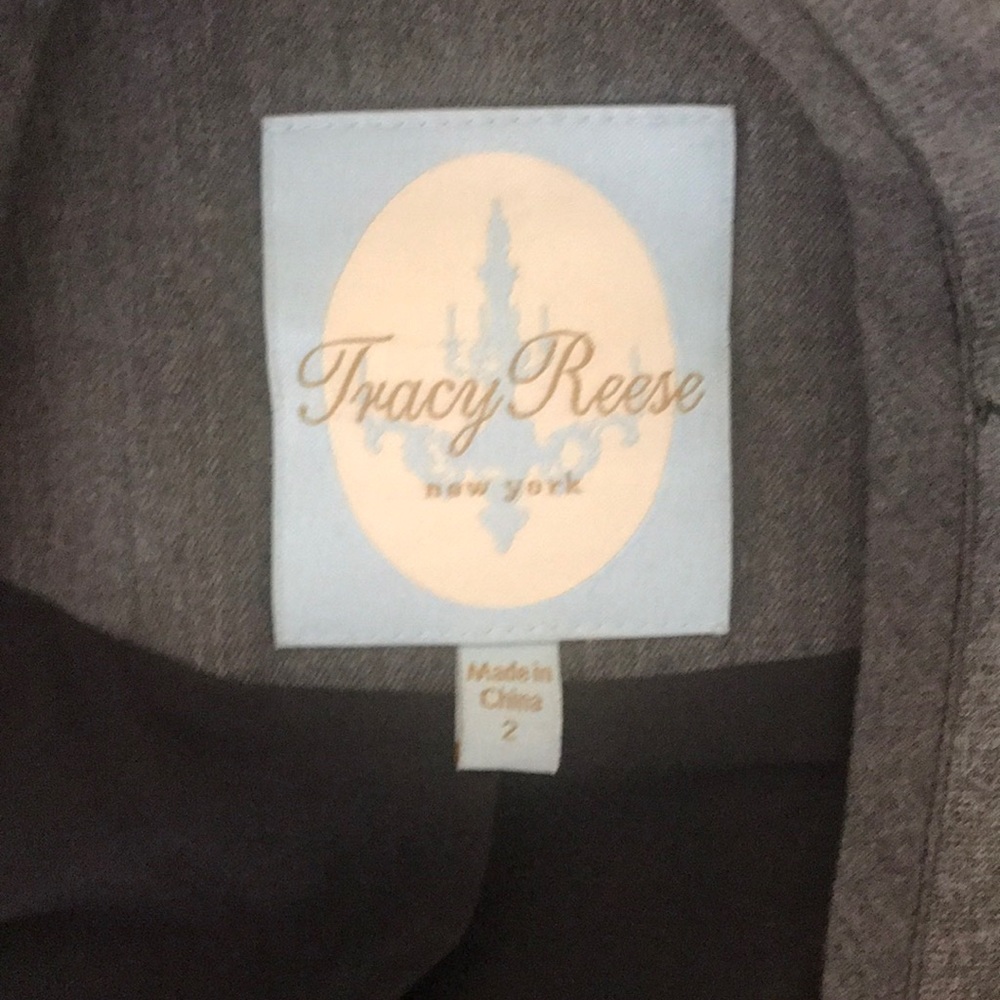 Tracy Reese
new york
Made in
China
2